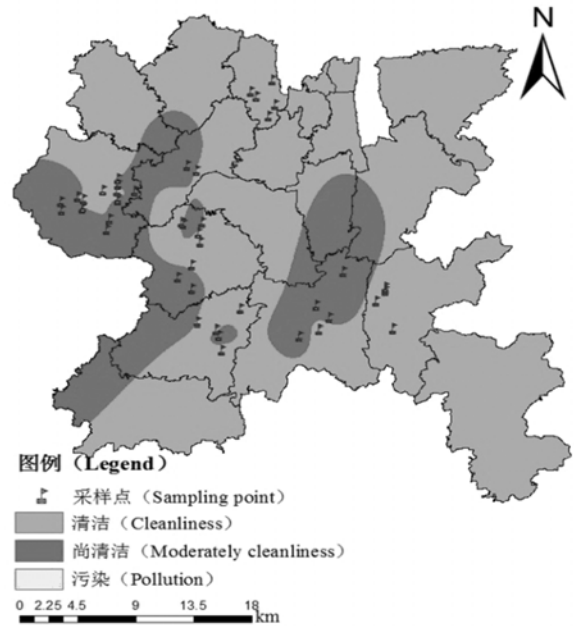 N
图例（Legend）
采样点（Sampling point）
清洁（Cleanliness）
尚清洁（Moderately cleanliness）
污染（Pollution）
0 2.25 4.5 9 13.5 18
km